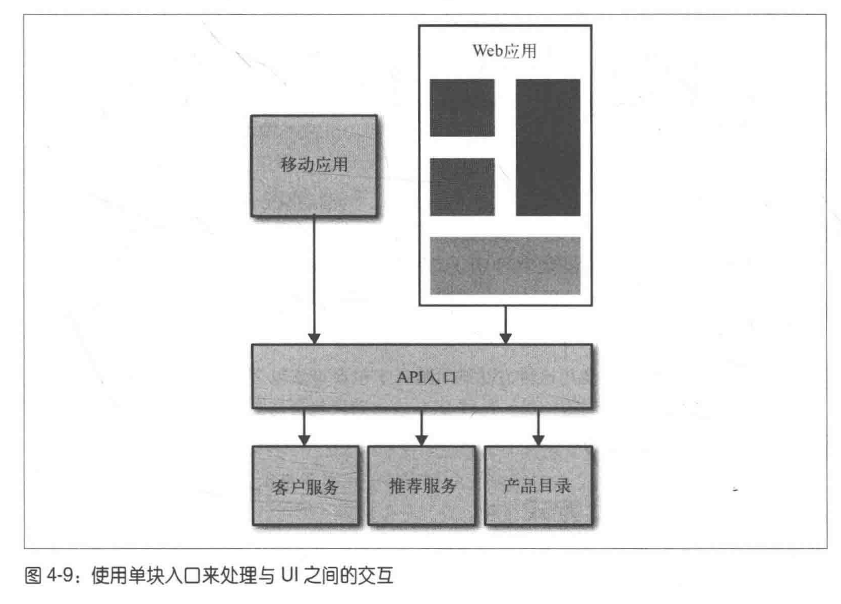 Web应用
移动应用
API入口
客户服务
推荐服务
产品目录
图 4-9：使用单块入口来处理与 UI 之间的交互